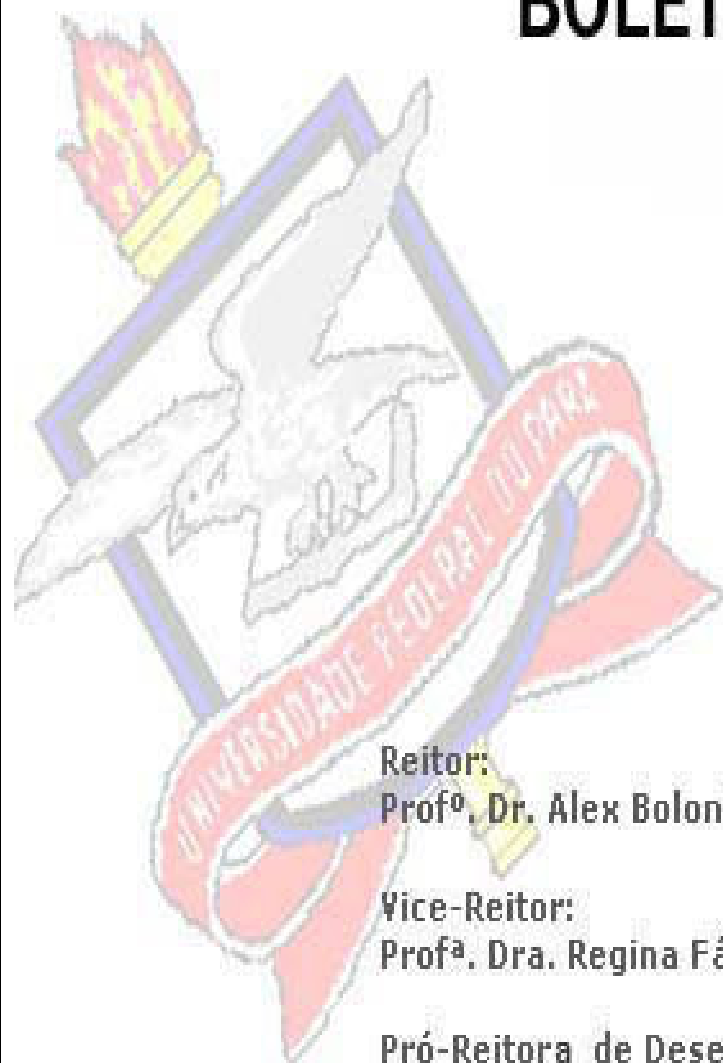 BOLET
UNIVERSIDADE FEDERAL DO PARÁ
Reitor:
Profº. Dr. Alex Bolon
Vice-Reitor:
Profª. Dra. Regina Fá
Pró-Reitora de Dese